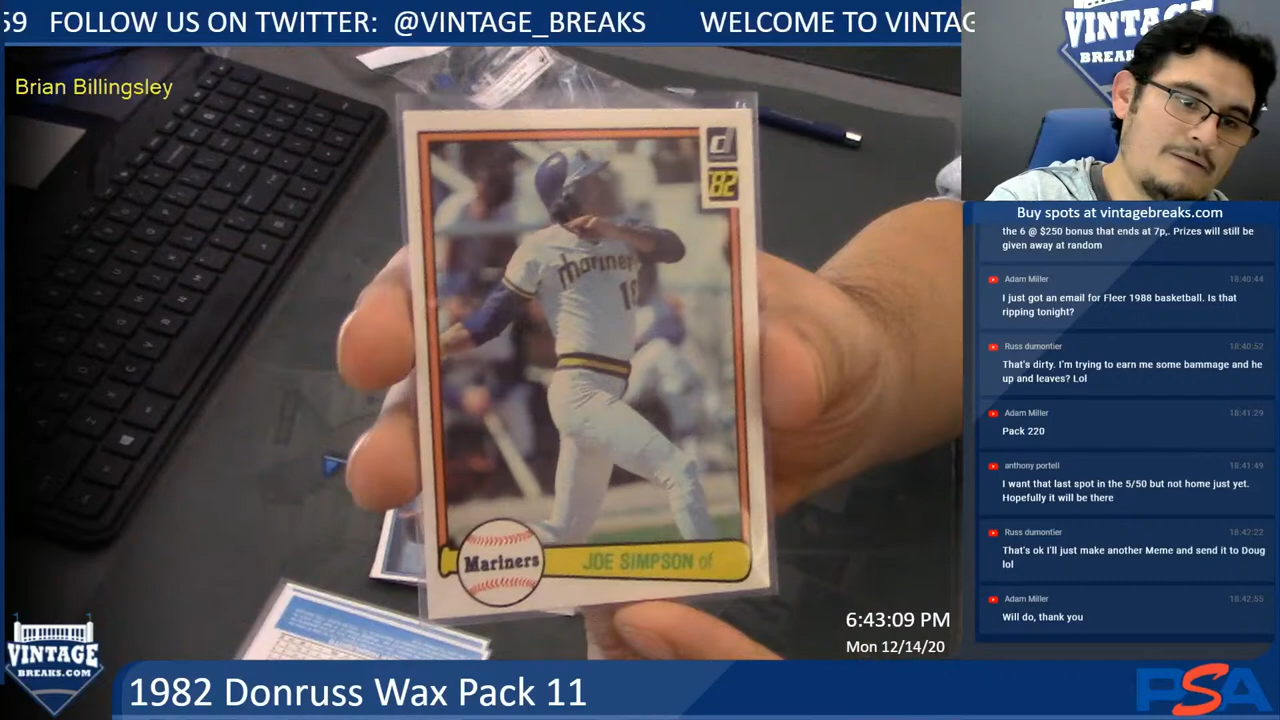 59 FOLLOW US ON TWITTER: @VINTAGE_BREAKS WELCOME TO VINTAG
Brian Billingsley
d
'82
mariner
Mariners
JOE SIMPSON of
VINTAGE
BREAKS
Buy spots at vintagebreaks.com
the 6 @ $250 bonus that ends at 7p,. Prizes will still be
given away at random
Adam Miller 18:40:44
I just got an email for Fleer 1988 basketball. Is that
ripping tonight?
Russ dumontier 18:40:52
That's dirty. I'm trying to earn me some bammage and he
up and leaves? Lol
Adam Miller 18:41:29
Pack 220
anthony portell 18:41:49
I want that last spot in the 5/50 but not home just yet.
Hopefully it will be there
Russ dumontier 18:42:22
That's ok I'll just make another Meme and send it to Doug
lol
Adam Miller 18:42:55
Will do, thank you
6:43:09 PM
Mon 12/14/20
VINTAGE
BREAKS.COM
1982 Donruss Wax Pack 11
PSA